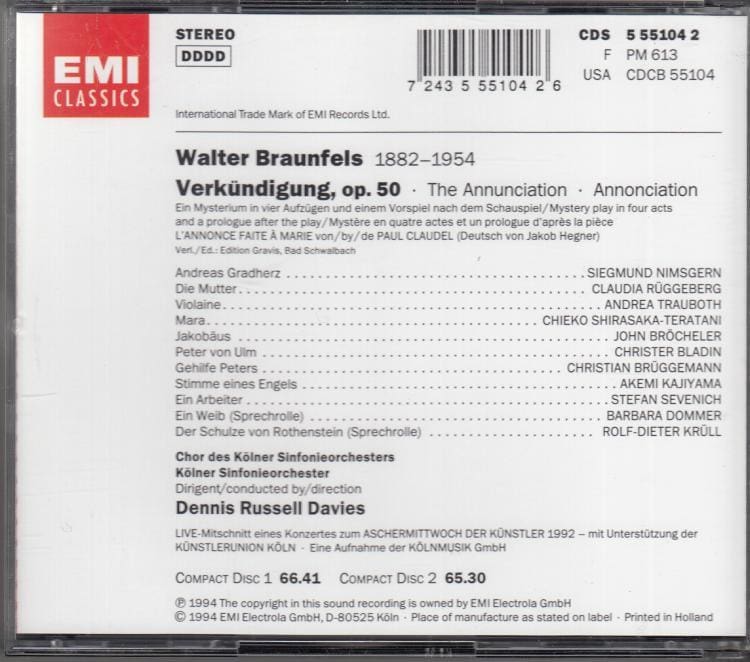 EMI
CLASSICS
STEREO
DDDD
7 243 5 55104 2 6
CDS 5 55104 2
F PM 613
USA CDCB 55104
International Trade Mark of EMI Records Ltd.
Walter Braunfels 1882–1954
Verkündigung, op. 50 · The Annunciation · Annonciation
Ein Mysterium in vier Aufzügen und einem Vorspiel nach dem Schauspiel/Mystery play in four acts
and a prologue after the play/Mystère en quatre actes et un prologue d'après la pièce
L'ANNONCE FAITE À MARIE von/by/de PAUL CLAUDEL (Deutsch von Jakob Hegner)
Verl./Ed.: Edition Gravis, Bad Schwalbach
Andreas Gradherz ........ SIEGMUND NIMSGERN
Die Mutter ........ CLAUDIA RÜGGEBERG
Violaine ........ ANDREA TRAUBOTH
Mara ........ CHIEKO SHIRASAKA-TERATANI
Jakobäus ........ JOHN BRÖCHELER
Peter von Ulm ........ CHRISTER BLADIN
Gehilfe Peters ........ CHRISTIAN BRÜGGEMANN
Stimme eines Engels ........ AKEMI KAJIYAMA
Ein Arbeiter ........ STEFAN SEVENICH
Ein Weib (Sprechrolle) ........ BARBARA DOMMER
Der Schulze von Rothenstein (Sprechrolle) ........ ROLF-DIETER KRÜLL
Chor des Kölner Sinfonieorchesters
Kölner Sinfonieorchester
Dirigent/conducted by/direction
Dennis Russell Davies
LIVE-Mitschnitt eines Konzertes zum ASCHERMITTWOCH DER KÜNSTLER 1992 – mit Unterstützung der
KÜNSTLERUNION KÖLN · Eine Aufnahme der KÖLNMUSIK GmbH
COMPACT DISC 1 66.41 COMPACT DISC 2 65.30
℗ 1994 The copyright in this sound recording is owned by EMI Electrola GmbH
© 1994 EMI Electrola GmbH, D-80525 Köln · Place of manufacture as stated on label · Printed in Holland